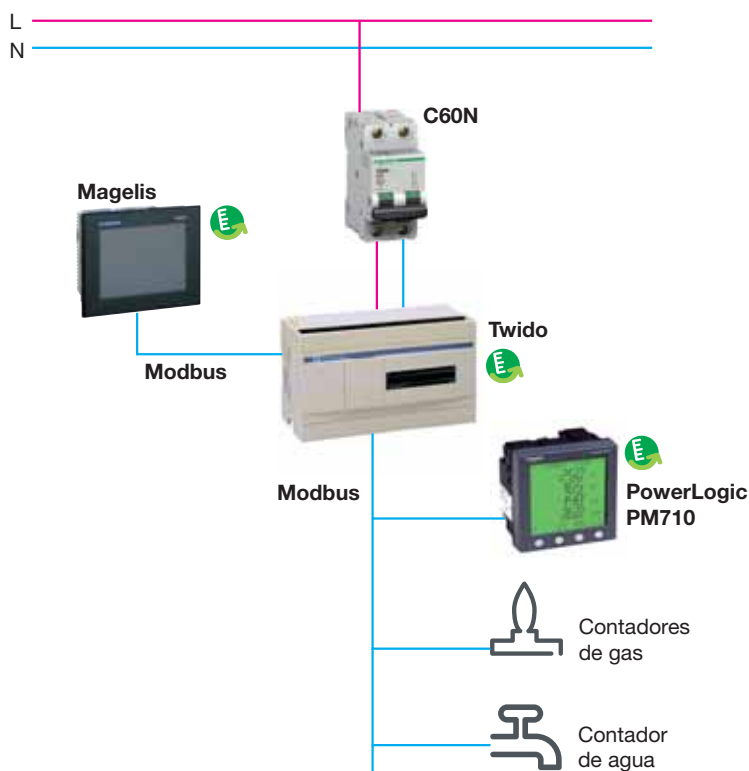 L
N
C60N
Magelis
Twido
Modbus
Modbus
PowerLogic
PM710
Contadores
de gas
Contador
de agua